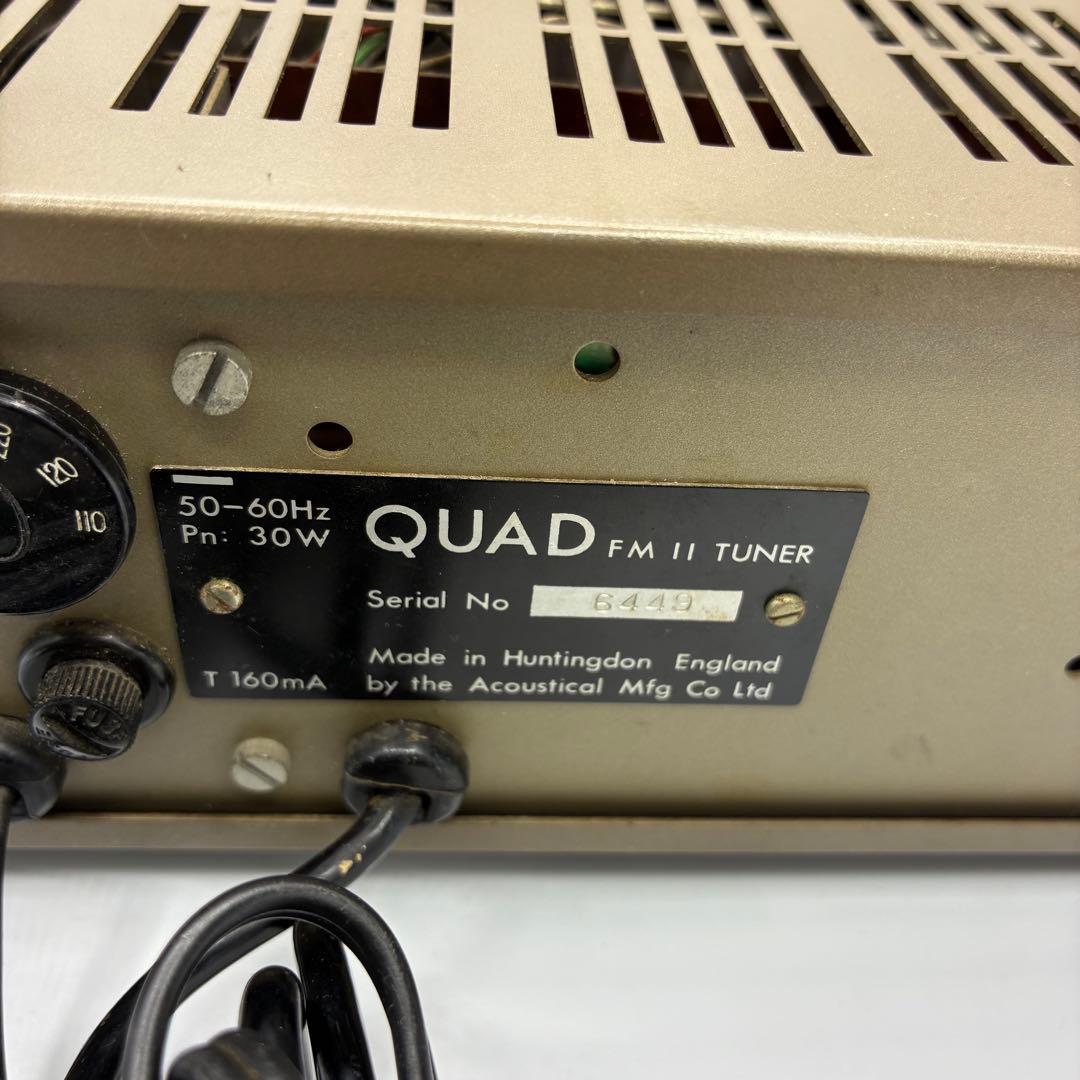 220
120
110
50-60Hz
Pn: 30W
QUAD FM II TUNER
Serial No 6449
Made in Huntingdon England
T 160mA
by the Acoustical Mfg Co Ltd